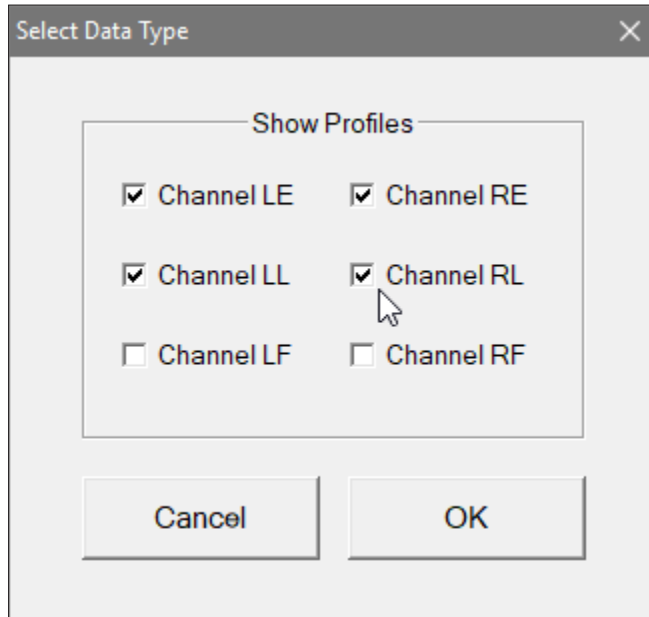 Select Data Type
Show Profiles
Channel LE Channel RE
Channel LL Channel RL
Channel LF Channel RF
Cancel OK